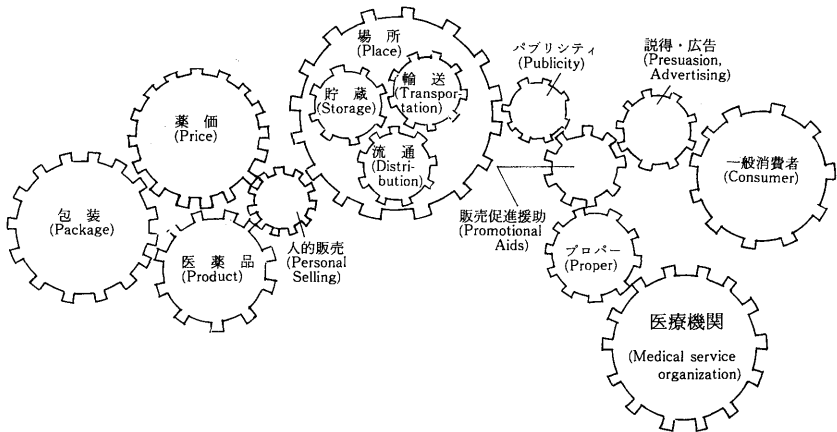 場所
(Place)
貯蔵
(Storage)
輸送
(Transpor-
tation)
流通
(Distri-
bution)
パブリシティ
(Publicity)
説得・広告
(Presuasion,
Advertising)
薬価
(Price)
一般消費者
(Consumer)
包装
(Package)
医薬品
(Product)
人的販売
(Personal
Selling)
販売促進援助
(Promotional
Aids)
プロパー
(Proper)
医療機関
(Medical service
organization)